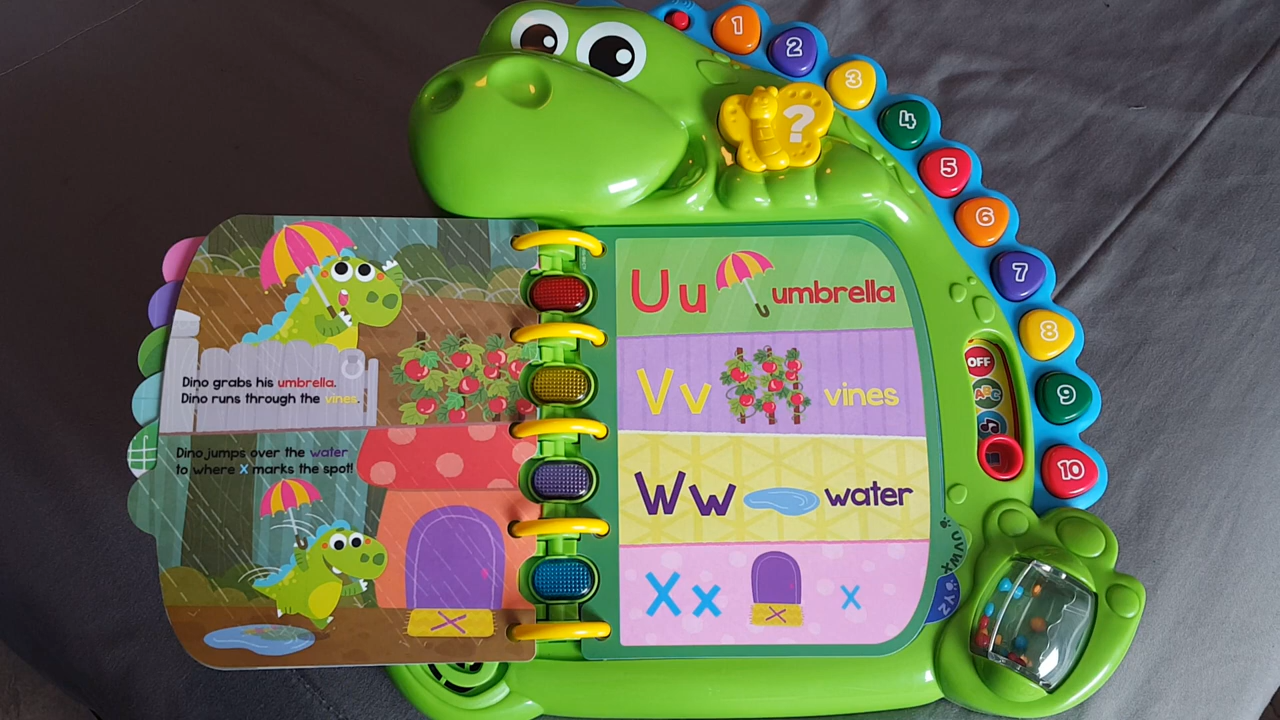 1
2
3
?
4
5
6
7
8
9
10
OFF
ABC
Dino grabs his umbrella.
Dino runs through the vines.
Dino jumps over the water
to where X marks the spot!
Uu umbrella
Vv vines
Ww water
Xx x
UVWX
YZ